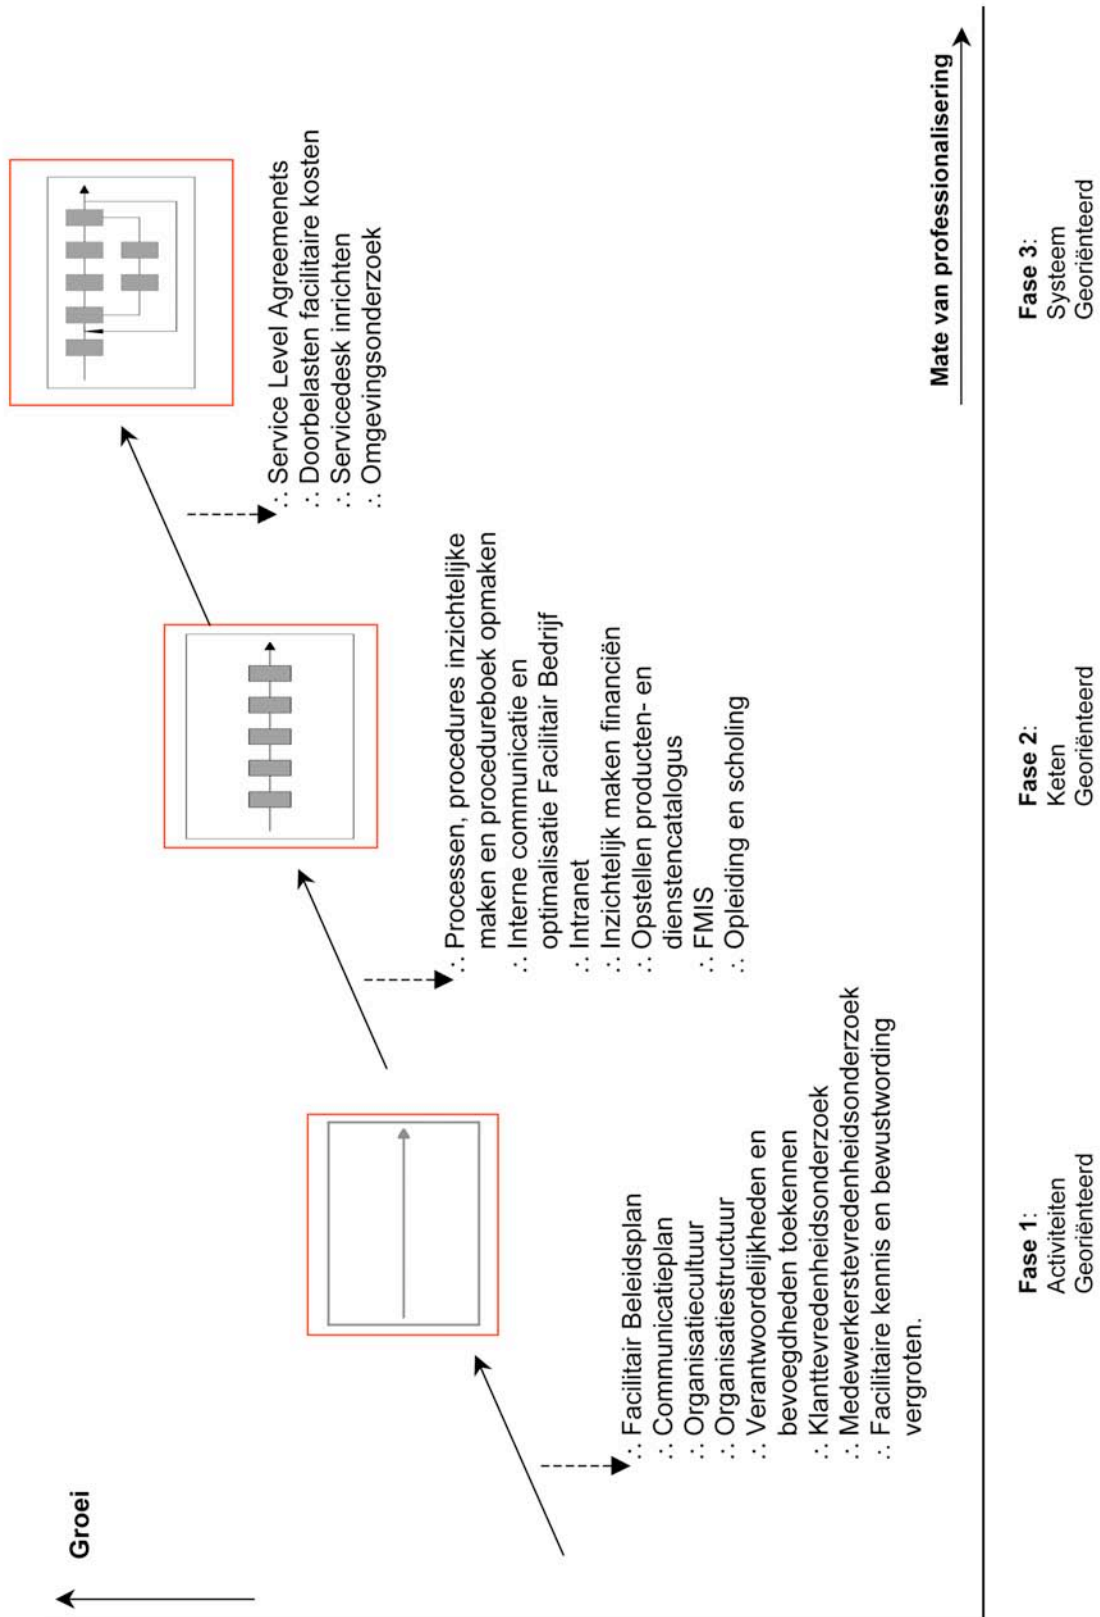 Groei
∴ Service Level Agreemenets
∴ Doorbelasten facilitaire kosten
∴ Servicedesk inrichten
∴ Omgevingsonderzoek
∴ Processen, procedures inzichtelijke
maken en procedureboek opmaken
∴ Interne communicatie en
optimalisatie Facilitair Bedrijf
∴ Intranet
∴ Inzichtelijk maken financiën
∴ Opstellen producten- en
dienstencatalogus
∴ FMIS
∴ Opleiding en scholing
∴ Facilitair Beleidsplan
∴ Communicatieplan
∴ Organisatiecultuur
∴ Organisatiestructuur
∴ Verantwoordelijkheden en
bevoegdheden toekennen
∴ Klanttevredenheidsonderzoek
∴ Medewerkerstevredenheidsonderzoek
∴ Facilitaire kennis en bewustwording
vergroten.
Mate van professionalisering
Fase 1:
Activiteiten
Georiënteerd
Fase 2:
Keten
Georiënteerd
Fase 3:
Systeem
Georiënteerd